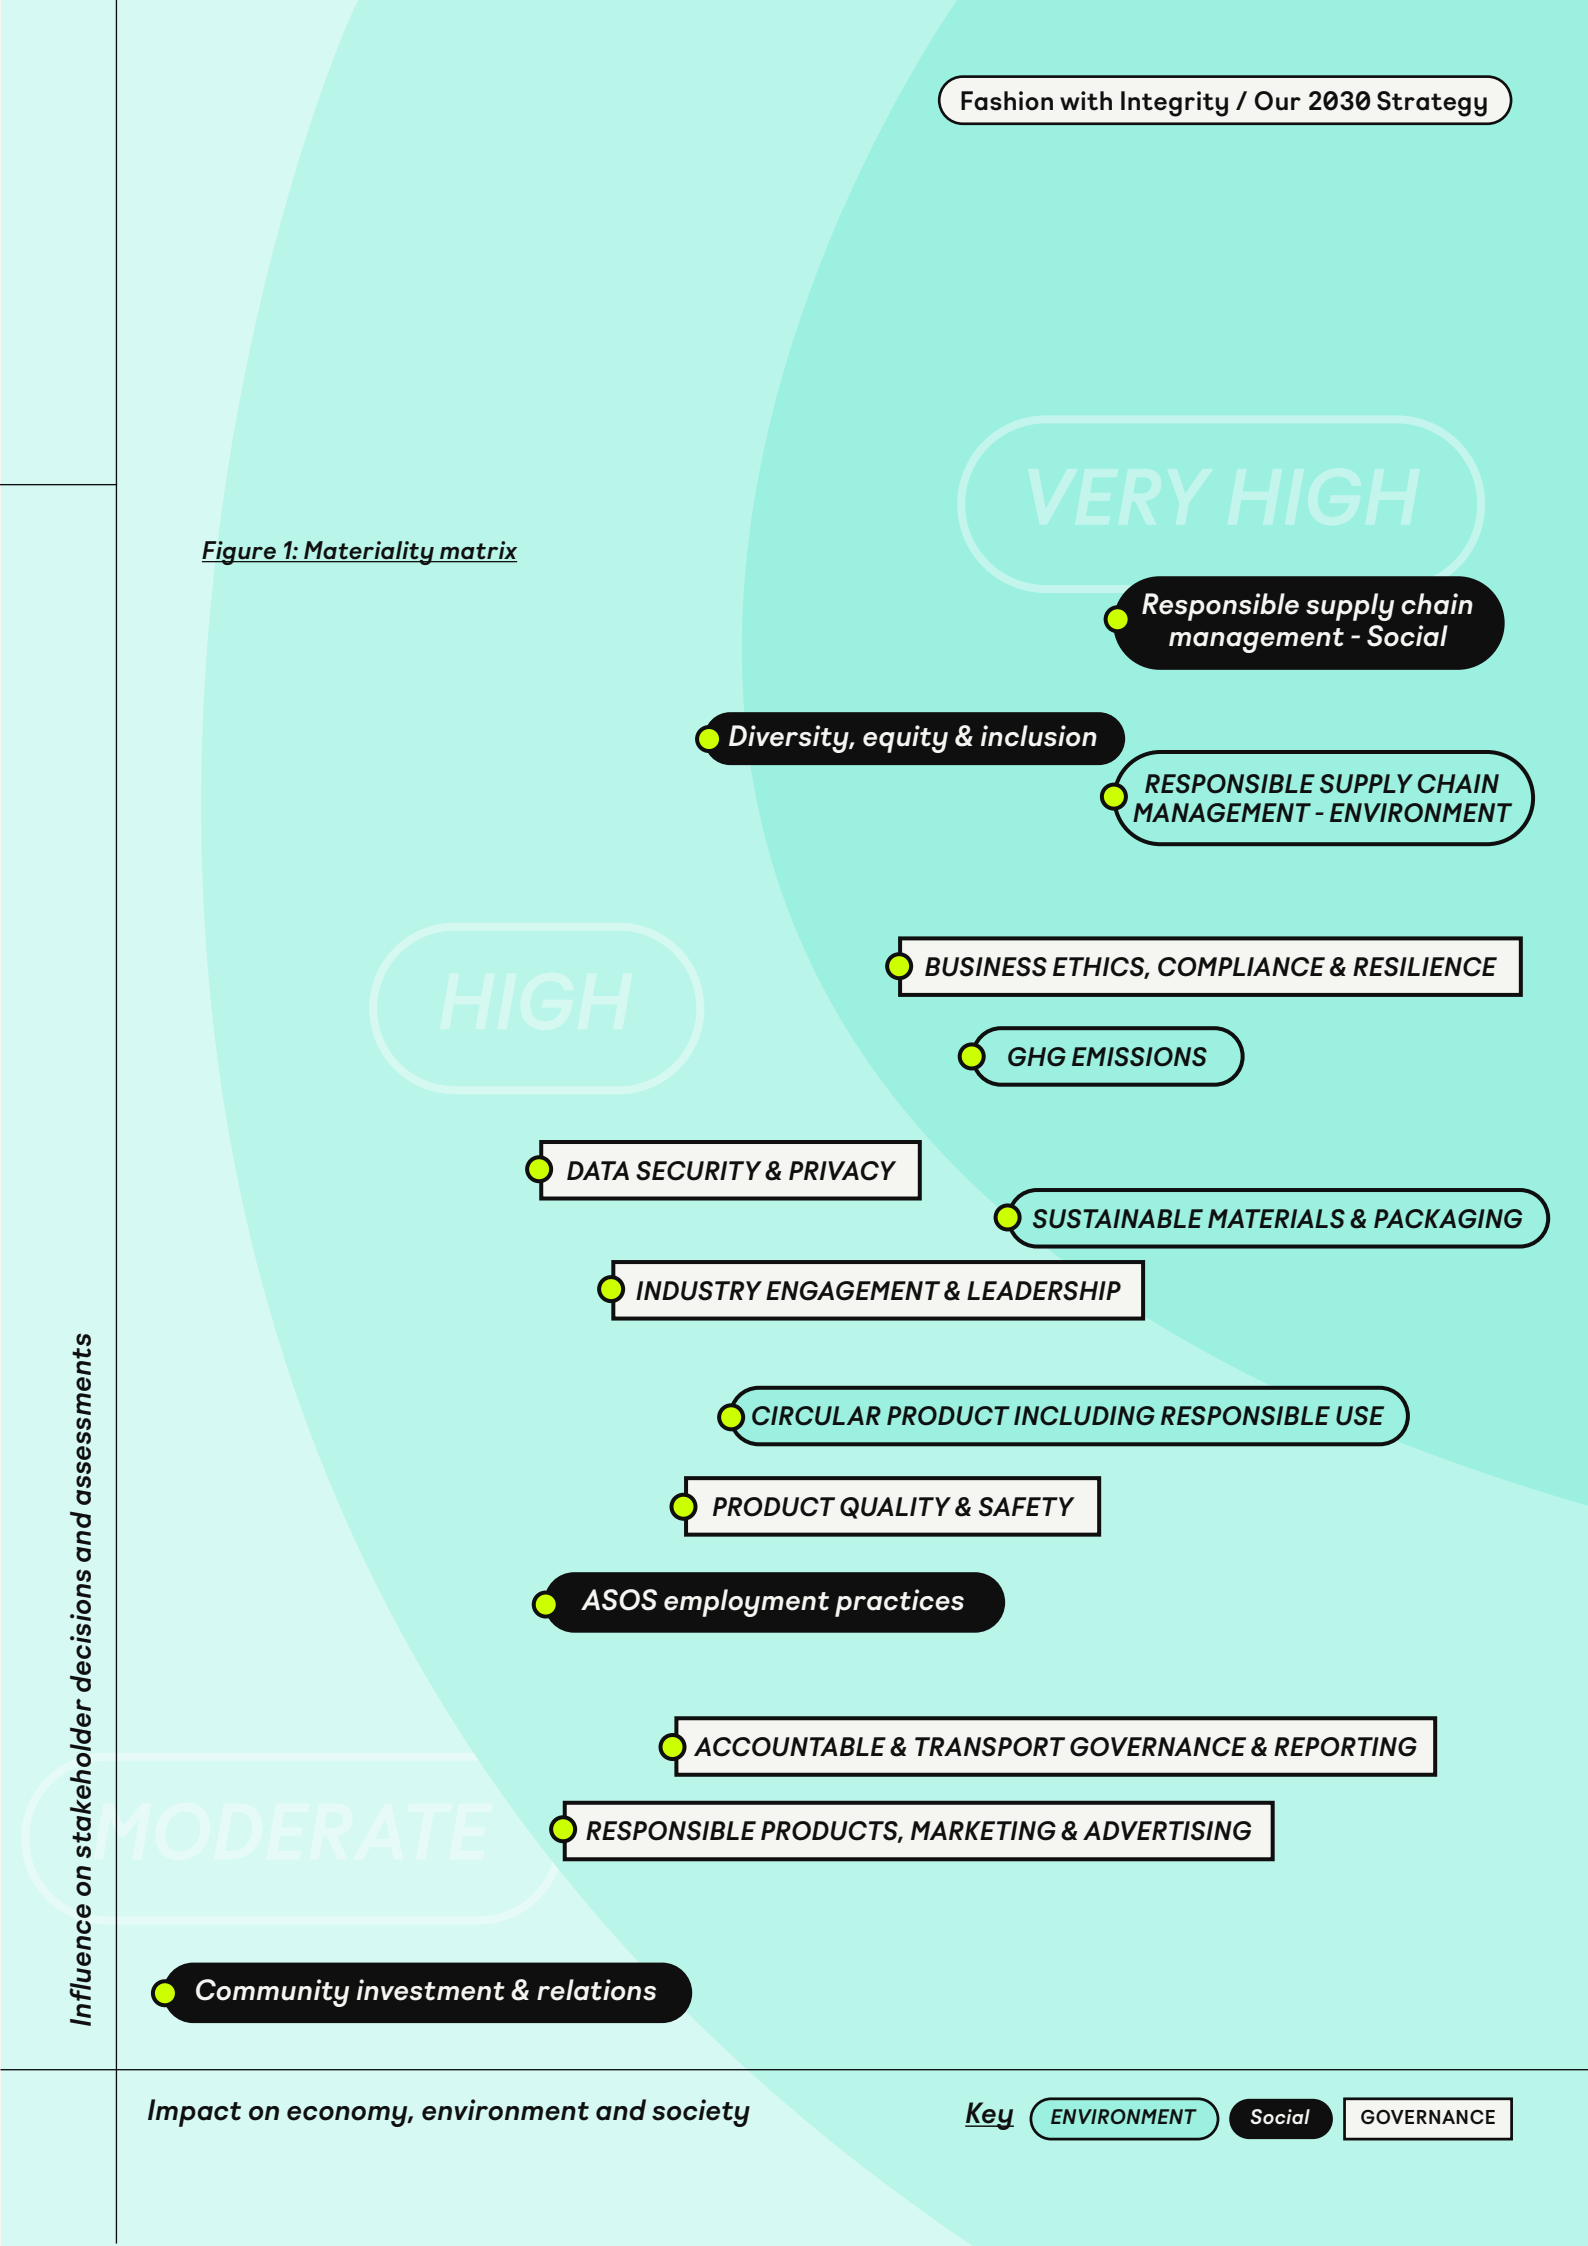 Fashion with Integrity / Our 2030 Strategy
VERY HIGH
Figure 1: Materiality matrix
Responsible supply chain
management - Social
Diversity, equity & inclusion
RESPONSIBLE SUPPLY CHAIN
MANAGEMENT - ENVIRONMENT
HIGH
BUSINESS ETHICS, COMPLIANCE & RESILIENCE
GHG EMISSIONS
DATA SECURITY & PRIVACY
SUSTAINABLE MATERIALS & PACKAGING
INDUSTRY ENGAGEMENT & LEADERSHIP
CIRCULAR PRODUCT INCLUDING RESPONSIBLE USE
PRODUCT QUALITY & SAFETY
ASOS employment practices
ACCOUNTABLE & TRANSPORT GOVERNANCE & REPORTING
MODERATE
RESPONSIBLE PRODUCTS, MARKETING & ADVERTISING
Community investment & relations
Influence on stakeholder decisions and assessments
Impact on economy, environment and society
Key ENVIRONMENT Social GOVERNANCE